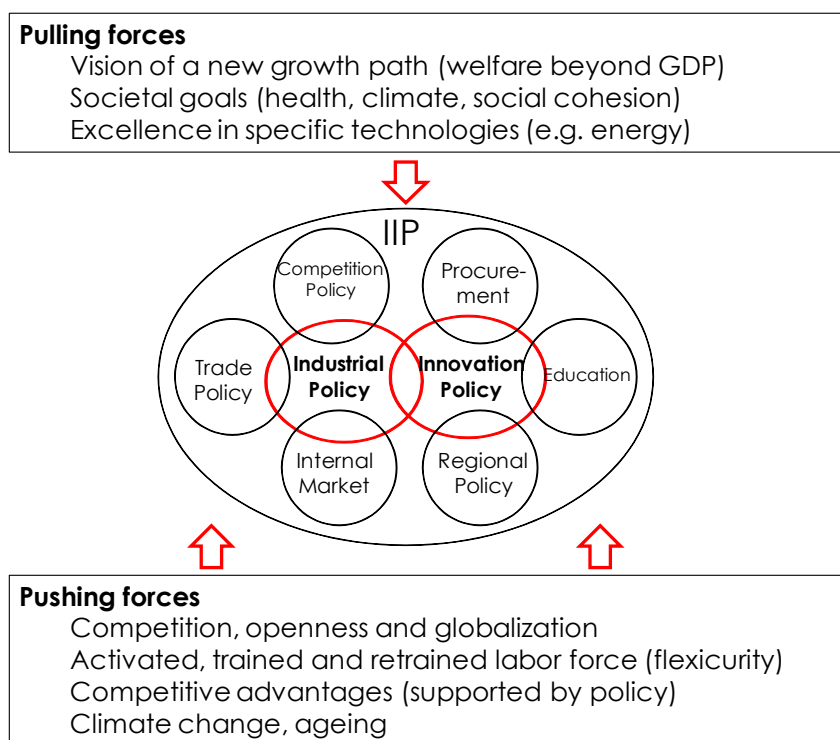 Pulling forces
Vision of a new growth path (welfare beyond GDP)
Societal goals (health, climate, social cohesion)
Excellence in specific technologies (e.g. energy)
IIP
Competition
Policy
Procure-
ment
Trade
Policy
Industrial
Policy
Innovation
Policy
Education
Internal
Market
Regional
Policy
Pushing forces
Competition, openness and globalization
Activated, trained and retrained labor force (flexicurity)
Competitive advantages (supported by policy)
Climate change, ageing